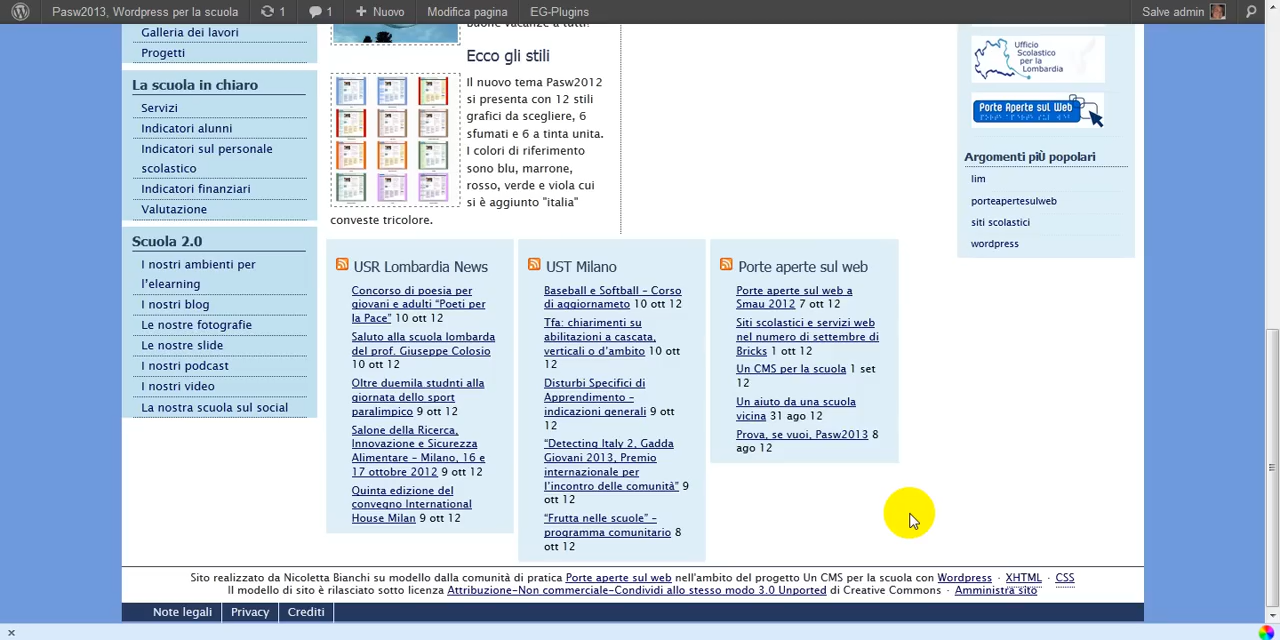 Pasw2013, Wordpress per la scuola
1
1
Nuovo
Modifica pagina
EG-Plugins
Salve admin
Galleria dei lavori
Progetti
La scuola in chiaro
Servizi
Indicatori alunni
Indicatori sul personale
scolastico
Indicatori finanziari
Valutazione
Scuola 2.0
I nostri ambienti per
l'elearning
I nostri blog
Le nostre fotografie
Le nostre slide
I nostri podcast
I nostri video
La nostra scuola sul social
buone vacanze a tutti!
Ecco gli stili
Il nuovo tema Pasw2012
si presenta con 12 stili
grafici da scegliere, 6
sfumati e 6 a tinta unita.
I colori di riferimento
sono blu, marrone,
rosso, verde e viola cui
si è aggiunto "italia"
conveste tricolore.
USR Lombardia News
Concorso di poesia per
giovani e adulti “Poeti per
la Pace” 10 ott 12
Saluto alla scuola lombarda
del prof. Giuseppe Colosio
10 ott 12
Oltre duemila studnti alla
giornata dello sport
paralimpico 9 ott 12
Salone della Ricerca,
Innovazione e Sicurezza
Alimentare – Milano, 16 e
17 ottobre 2012 9 ott 12
Quinta edizione del
convegno International
House Milan 9 ott 12
UST Milano
Baseball e Softball – Corso
di aggiornameto 10 ott 12
Tfa: chiarimenti su
abilitazioni a cascata,
verticali o d’ambito 10 ott
12
Disturbi Specifici di
Apprendimento –
indicazioni generali 9 ott
12
“Detecting Italy 2, Gadda
Giovani 2013, Premio
internazionale per
l’incontro delle comunità” 9
ott 12
“Frutta nelle scuole” –
programma comunitario 8
ott 12
Porte aperte sul web
Porte aperte sul web a
Smau 2012 7 ott 12
Siti scolastici e servizi web
nel numero di settembre di
Bricks 1 ott 12
Un CMS per la scuola 1 set
12
Un aiuto da una scuola
vicina 31 ago 12
Prova, se vuoi, Pasw2013 8
ago 12
Ufficio
Scolastico
per la
Lombardia
Porte Aperte sul Web
Argomenti piÙ popolari
lim
porteapertesulweb
siti scolastici
wordpress
Sito realizzato da Nicoletta Bianchi su modello dalla comunità di pratica Porte aperte sul web nell'ambito del progetto Un CMS per la scuola con Wordpress · XHTML · CSS
Il modello di sito è rilasciato sotto licenza Attribuzione-Non commerciale-Condividi allo stesso modo 3.0 Unported di Creative Commons · Amministra sito
Note legali
Privacy
Crediti